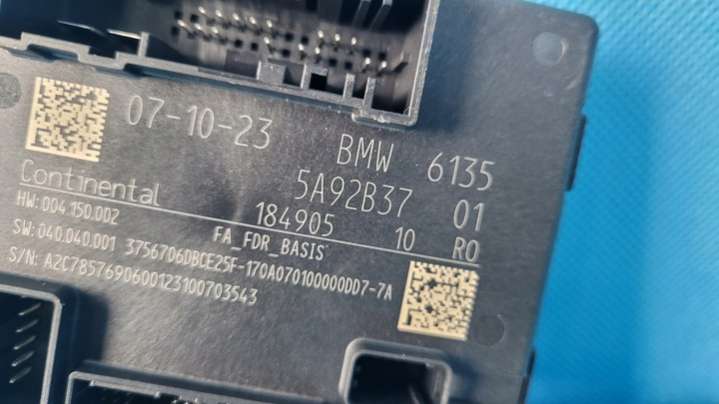 07-10-23 BMW 6135
Continental 5A92B37 01
HW: 004.150.002 184905 10 RO
SW: 040.040.001 FA_FDR_BASIS
3756706DBCE25F-170A070100000DD7-7A
S/N: A2C7857690600123100703543